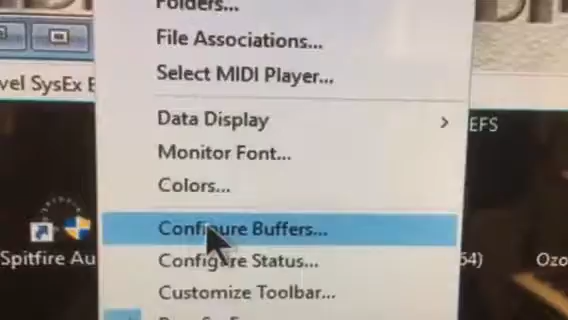 Folders...
File Associations...
Select MIDI Player...
vel SysEx E
Data Display
EFS
Monitor Font...
Colors...
Configure Buffers...
Spitfire Au
Configure Status...
64)
Ozo
Customize Toolbar...